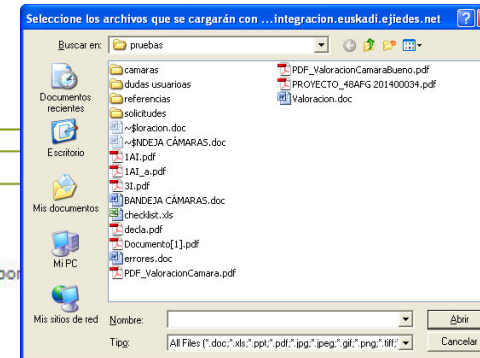 Seleccione los archivos que se cargarán con ...integracion.euskadi.ejiedes.net
Buscar en: pruebas
Documentos recientes
Escritorio
Mis documentos
Mi PC
Mis sitios de red
camaras
dudas usuarioas
referencias
solicitudes
~$loracion.doc
~$NDEJA CÁMARAS.doc
1AI.pdf
1AI_a.pdf
3I.pdf
BANDEJA CÁMARAS.doc
checklist.xls
decla.pdf
Documento[1].pdf
errores.doc
PDF_ValoracionCamara.pdf
PDF_ValoracionCamaraBueno.pdf
PROYECTO_48AFG 201400034.pdf
Valoracion.doc
Nombre:
Abrir
Tipo: All Files (*.doc;*.xls;*.ppt;*.pdf;*.jpg;*.jpeg;*.gif;*.png;*.tiff;*
Cancelar